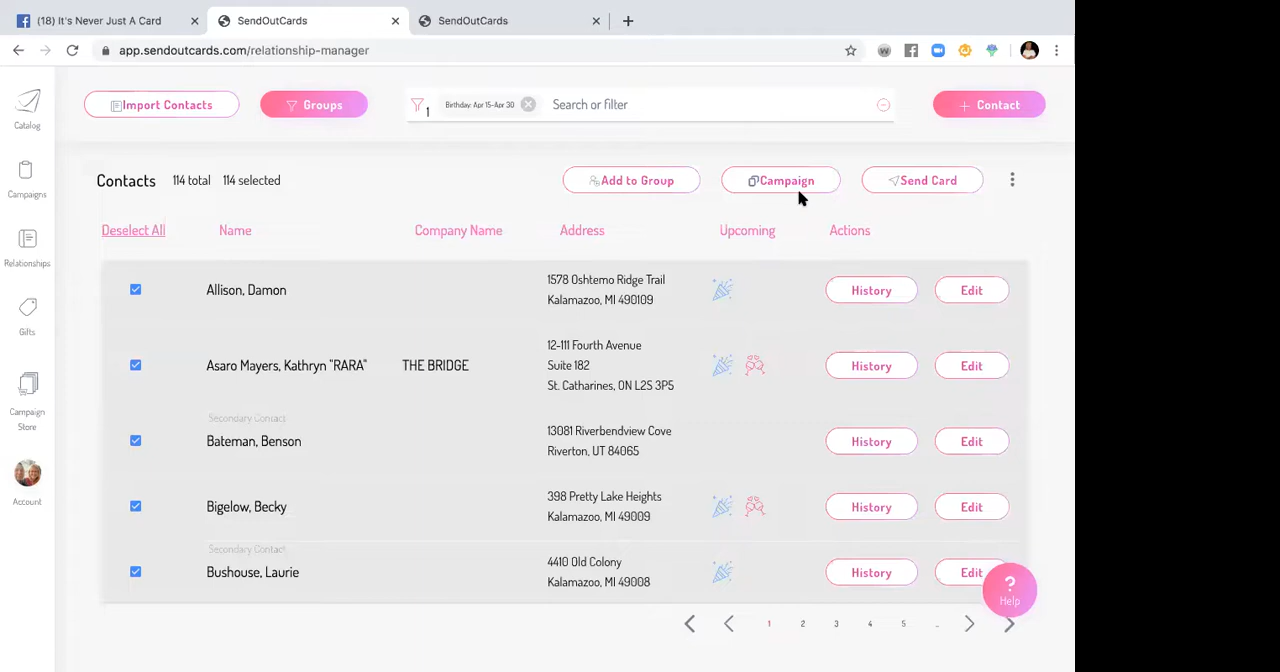 (18) It's Never Just A Card
SendOutCards
SendOutCards
app.sendoutcards.com/relationship-manager
Catalog
Campaigns
Relationships
Gifts
Campaign
Store
Account
Import Contacts
Groups
1
Birthday: Apr 15-Apr 30
Search or filter
+ Contact
Contacts 114 total 114 selected
Add to Group
Campaign
Send Card
Deselect All Name Company Name Address Upcoming Actions
Allison, Damon
1578 Oshtemo Ridge Trail
Kalamazoo, MI 490109
History Edit
Asaro Mayers, Kathryn "RARA" THE BRIDGE
12-111 Fourth Avenue
Suite 182
St. Catharines, ON L2S 3P5
History Edit
Secondary Contact
Bateman, Benson
13081 Riverbendview Cove
Riverton, UT 84065
History Edit
Bigelow, Becky
398 Pretty Lake Heights
Kalamazoo, MI 49009
History Edit
Secondary Contact
Bushouse, Laurie
4410 Old Colony
Kalamazoo, MI 49008
History Edit
? Help
1 2 3 4 5 ...